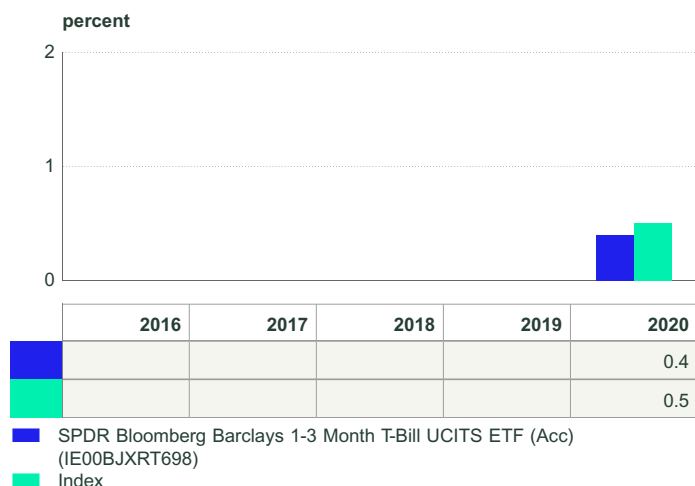 percent
2
1
0
2016 2017 2018 2019 2020
0.4
0.5
SPDR Bloomberg Barclays 1-3 Month T-Bill UCITS ETF (Acc)
(IE00BJXRT698)
Index